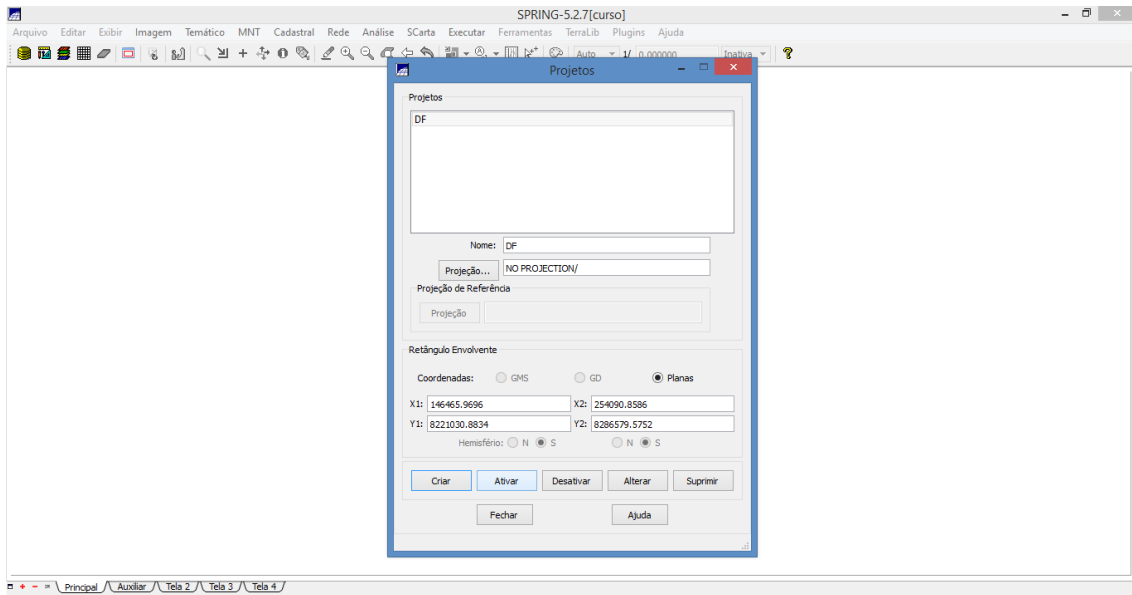 SPRING-5.2.7[curso]
Arquivo Editar Exibir Imagem Temático MNT Cadastral Rede Análise SCarta Executar Ferramentas TerraLib Plugins Ajuda
Auto 1/ 0.000000 Inativa
Projetos
Projetos
DF
Nome: DF
Projeção... NO PROJECTION/
Projeção de Referência
Projeção
Retângulo Envolvente
Coordenadas: GMS GD Planas
X1: 146465.9696 X2: 254090.8586
Y1: 8221030.8834 Y2: 8286579.5752
Hemisfério: N S N S
Criar Ativar Desativar Alterar Suprimir
Fechar Ajuda
Principal Auxiliar Tela 2 Tela 3 Tela 4